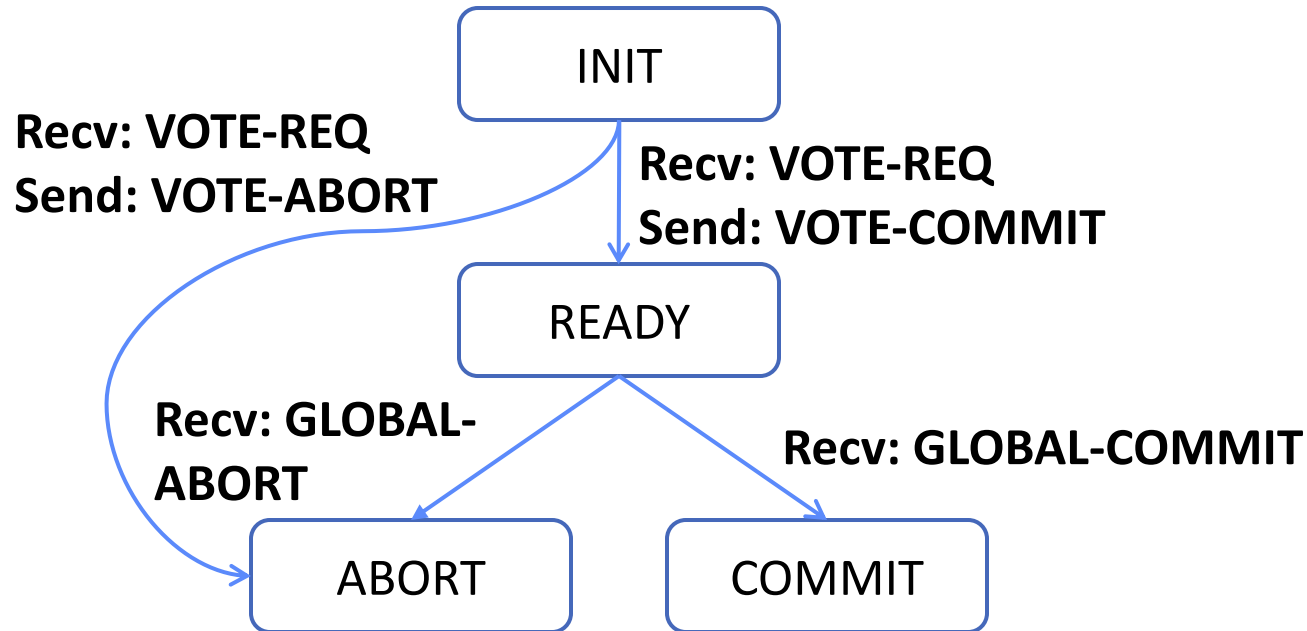 INIT
Recv: VOTE-REQ
Send: VOTE-ABORT
Recv: VOTE-REQ
Send: VOTE-COMMIT
READY
Recv: GLOBAL-
ABORT
Recv: GLOBAL-COMMIT
ABORT
COMMIT